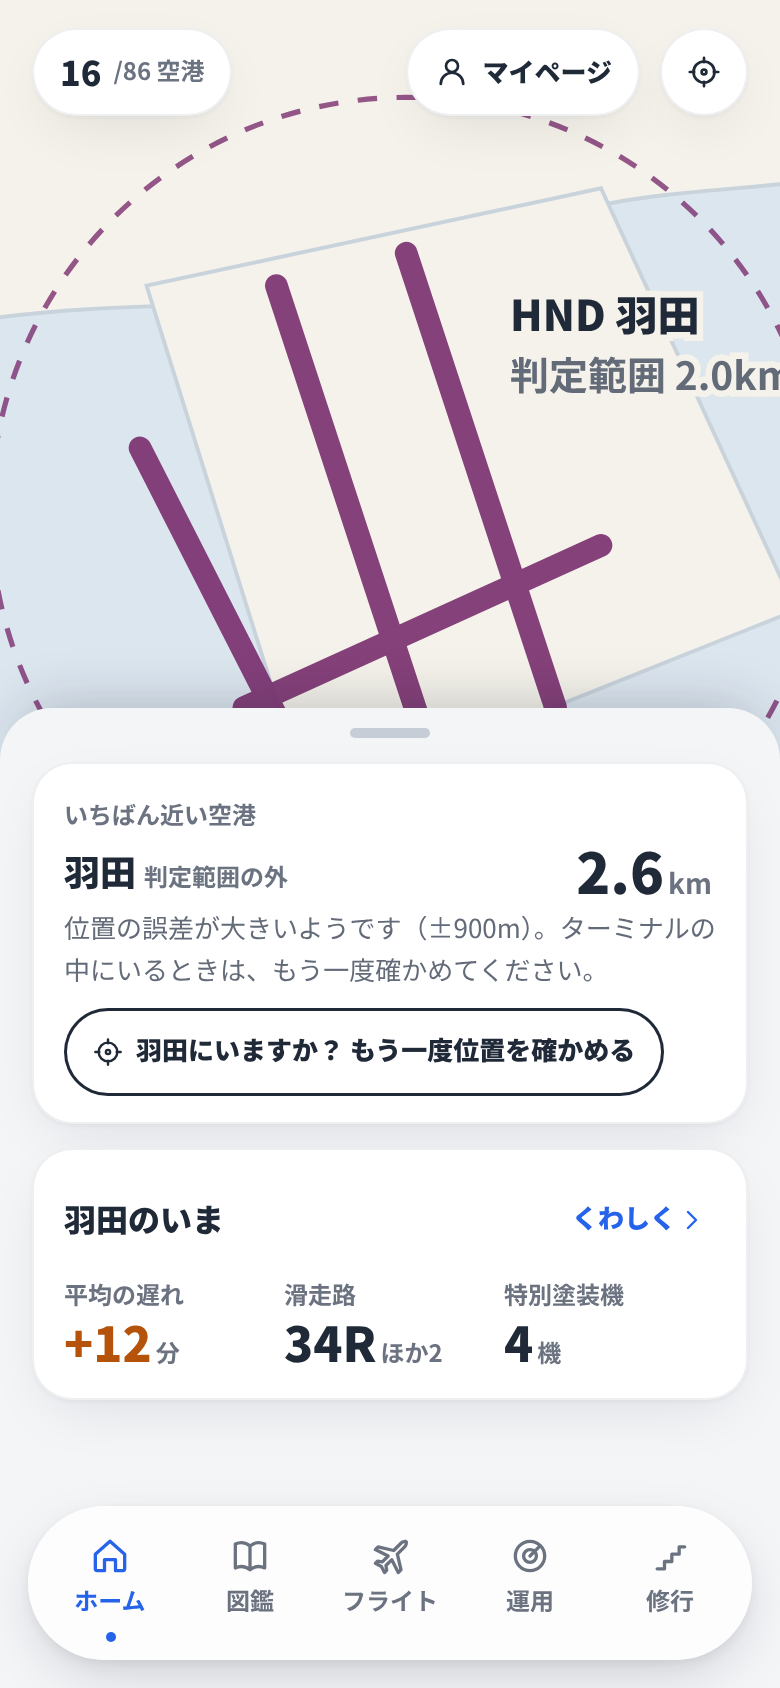 16 /86 空港
マイページ
HND 羽田
判定範囲 2.0km
いちばん近い空港
羽田 判定範囲の外
2.6 km
位置の誤差が大きいようです（±900m）。ターミナルの
中にいるときは、もう一度確かめてください。
羽田にいますか？ もう一度位置を確かめる
羽田のいま
くわしく
平均の遅れ 滑走路 特別塗装機
+12 分 34R ほか2 4 機
ホーム 図鑑 フライト 運用 修行